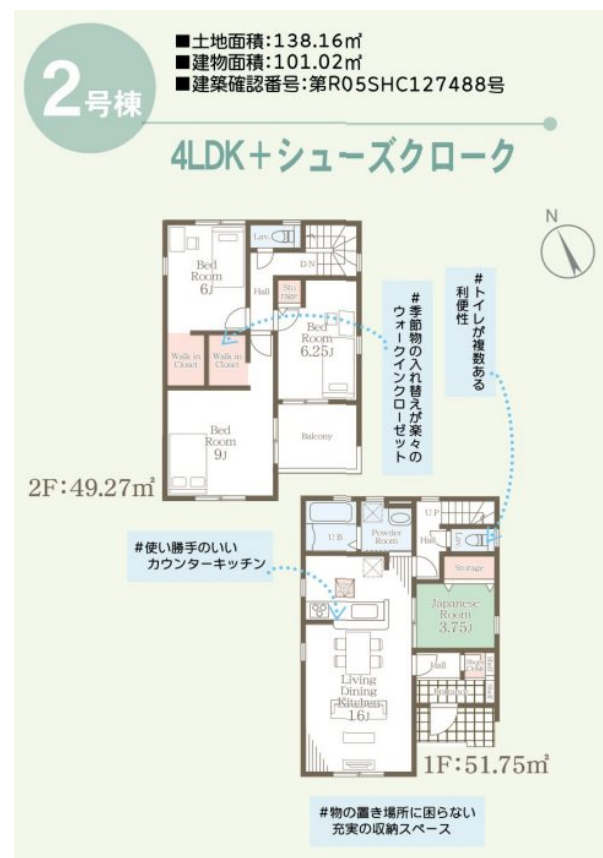 2号棟
■土地面積:138.16㎡
■建物面積:101.02㎡
■建築確認番号:第R05SHC127488号
4LDK+シューズクローク
N
Lav.
DN
Bed
Room
6J
Hall
Sto
rage
Bed
Room
6.25J
Walk in
Closet
Walk in
Closet
Bed
Room
9J
Balcony
2F:49.27㎡
#季節物の入れ替えが楽々の
ウォークインクローゼット
#トイレが複数ある
利便性
#使い勝手のいい
カウンターキッチン
UB
Powder
Room
UP
Hall
Lav.
Storage
Japanese
Room
3.75J
Living
Dining
Kitchen
16J
Hall
Entrance
1F:51.75㎡
#物の置き場所に困らない
充実の収納スペース